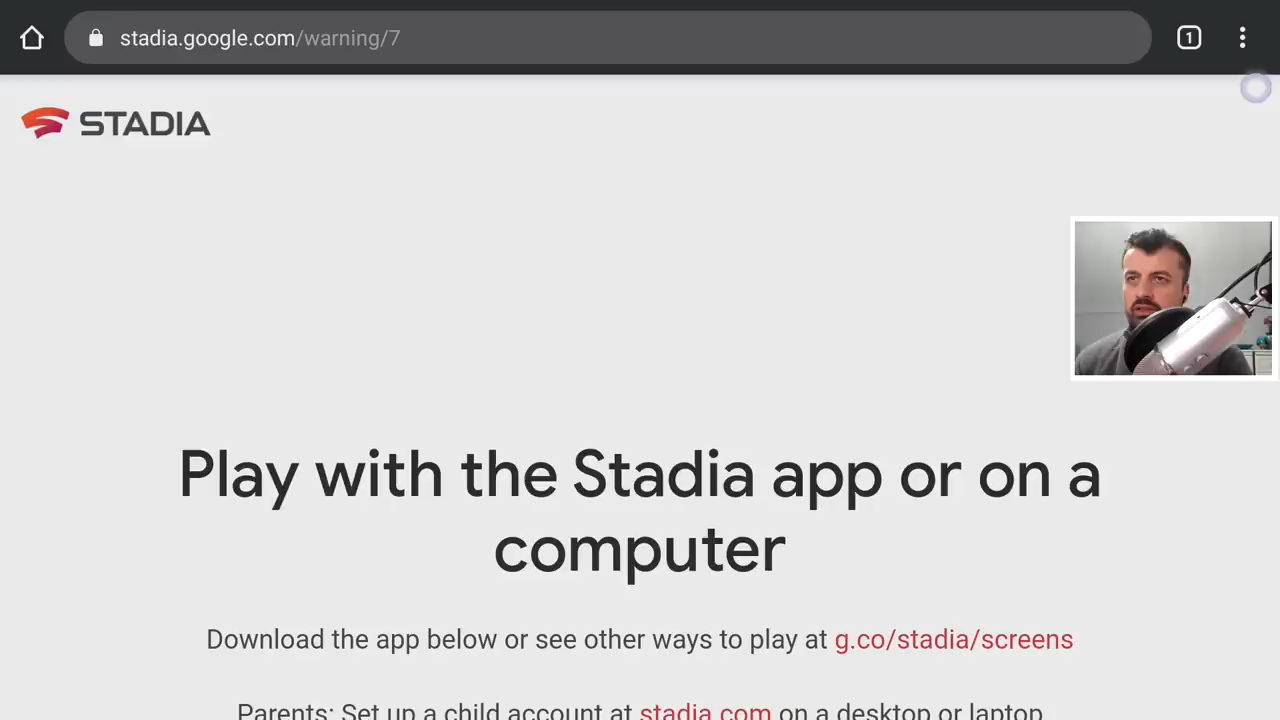 stadia.google.com/warning/7
1
STADIA
Play with the Stadia app or on a
computer
Download the app below or see other ways to play at g.co/stadia/screens
Parents: Set up a child account at stadia.com on a desktop or laptop.